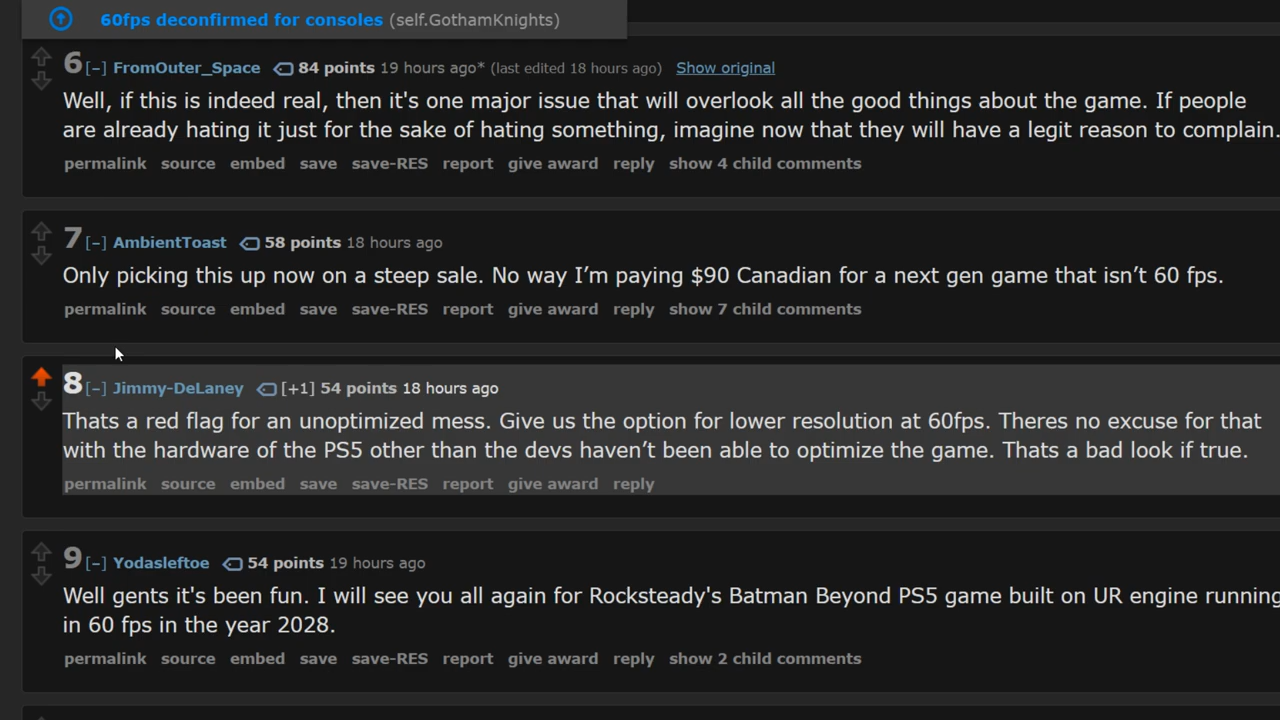 60fps deconfirmed for consoles (self.GothamKnights)
6 [–] FromOuter_Space 84 points 19 hours ago* (last edited 18 hours ago) Show original
Well, if this is indeed real, then it's one major issue that will overlook all the good things about the game. If people
are already hating it just for the sake of hating something, imagine now that they will have a legit reason to complain.
permalink source embed save save-RES report give award reply show 4 child comments
7 [–] AmbientToast 58 points 18 hours ago
Only picking this up now on a steep sale. No way I’m paying $90 Canadian for a next gen game that isn’t 60 fps.
permalink source embed save save-RES report give award reply show 7 child comments
8 [–] Jimmy-DeLaney [+1] 54 points 18 hours ago
Thats a red flag for an unoptimized mess. Give us the option for lower resolution at 60fps. Theres no excuse for that
with the hardware of the PS5 other than the devs haven’t been able to optimize the game. Thats a bad look if true.
permalink source embed save save-RES report give award reply
9 [–] Yodasleftoe 54 points 19 hours ago
Well gents it's been fun. I will see you all again for Rocksteady's Batman Beyond PS5 game built on UR engine running
in 60 fps in the year 2028.
permalink source embed save save-RES report give award reply show 2 child comments